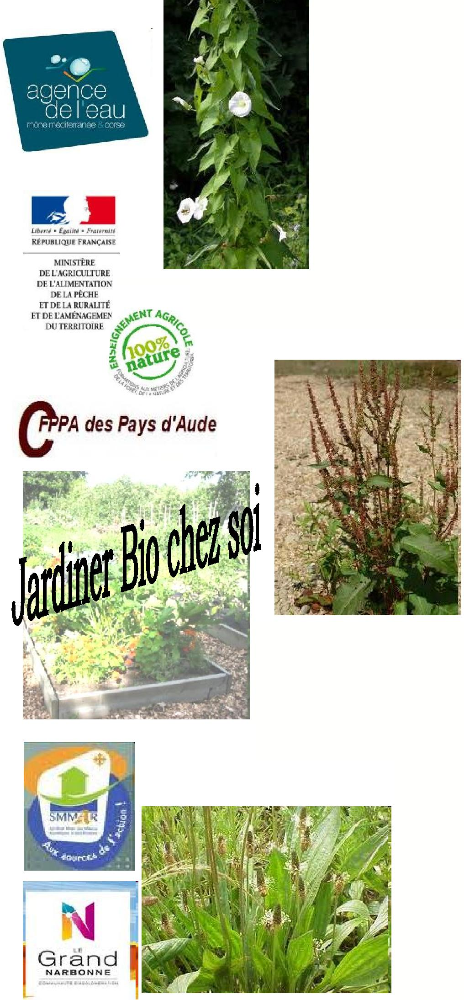 agence
de l'eau
rhône méditerranée & corse
Liberté • Égalité • Fraternité
RÉPUBLIQUE FRANÇAISE
MINISTÈRE
DE L'AGRICULTURE
DE L'ALIMENTATION
DE LA PÊCHE
ET DE LA RURALITÉ
ET DE L'AMÉNAGEMEN
DU TERRITOIRE
ENSEIGNEMENT AGRICOLE
100%
nature
FORMATIONS AUX MÉTIERS DE L'AGRICULTURE,
DE LA FORÊT, DE LA NATURE ET DES TERRITOIRES
CFPPA des Pays d'Aude
Jardiner Bio chez soi
SMMAR
Aux sources de l'action !
N
LE
Grand
NARBONNE
COMMUNAUTÉ D'AGGLOMÉRATION